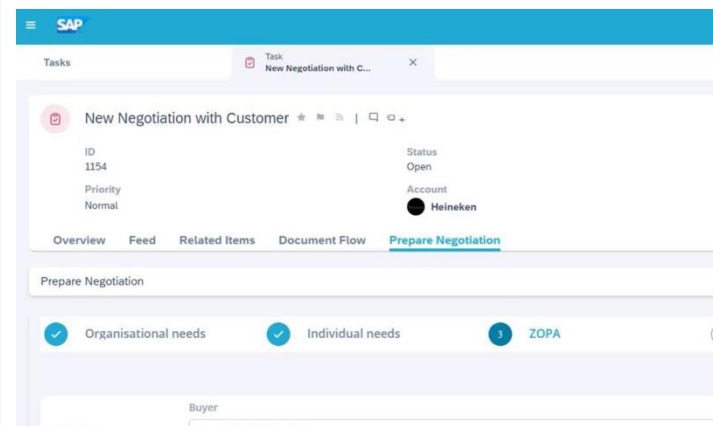 SAP
Tasks
Task
New Negotiation with C...
New Negotiation with Customer
ID
1154
Status
Open
Priority
Normal
Account
Heineken
Overview Feed Related Items Document Flow Prepare Negotiation
Prepare Negotiation
Organisational needs Individual needs 3 ZOPA
Buyer